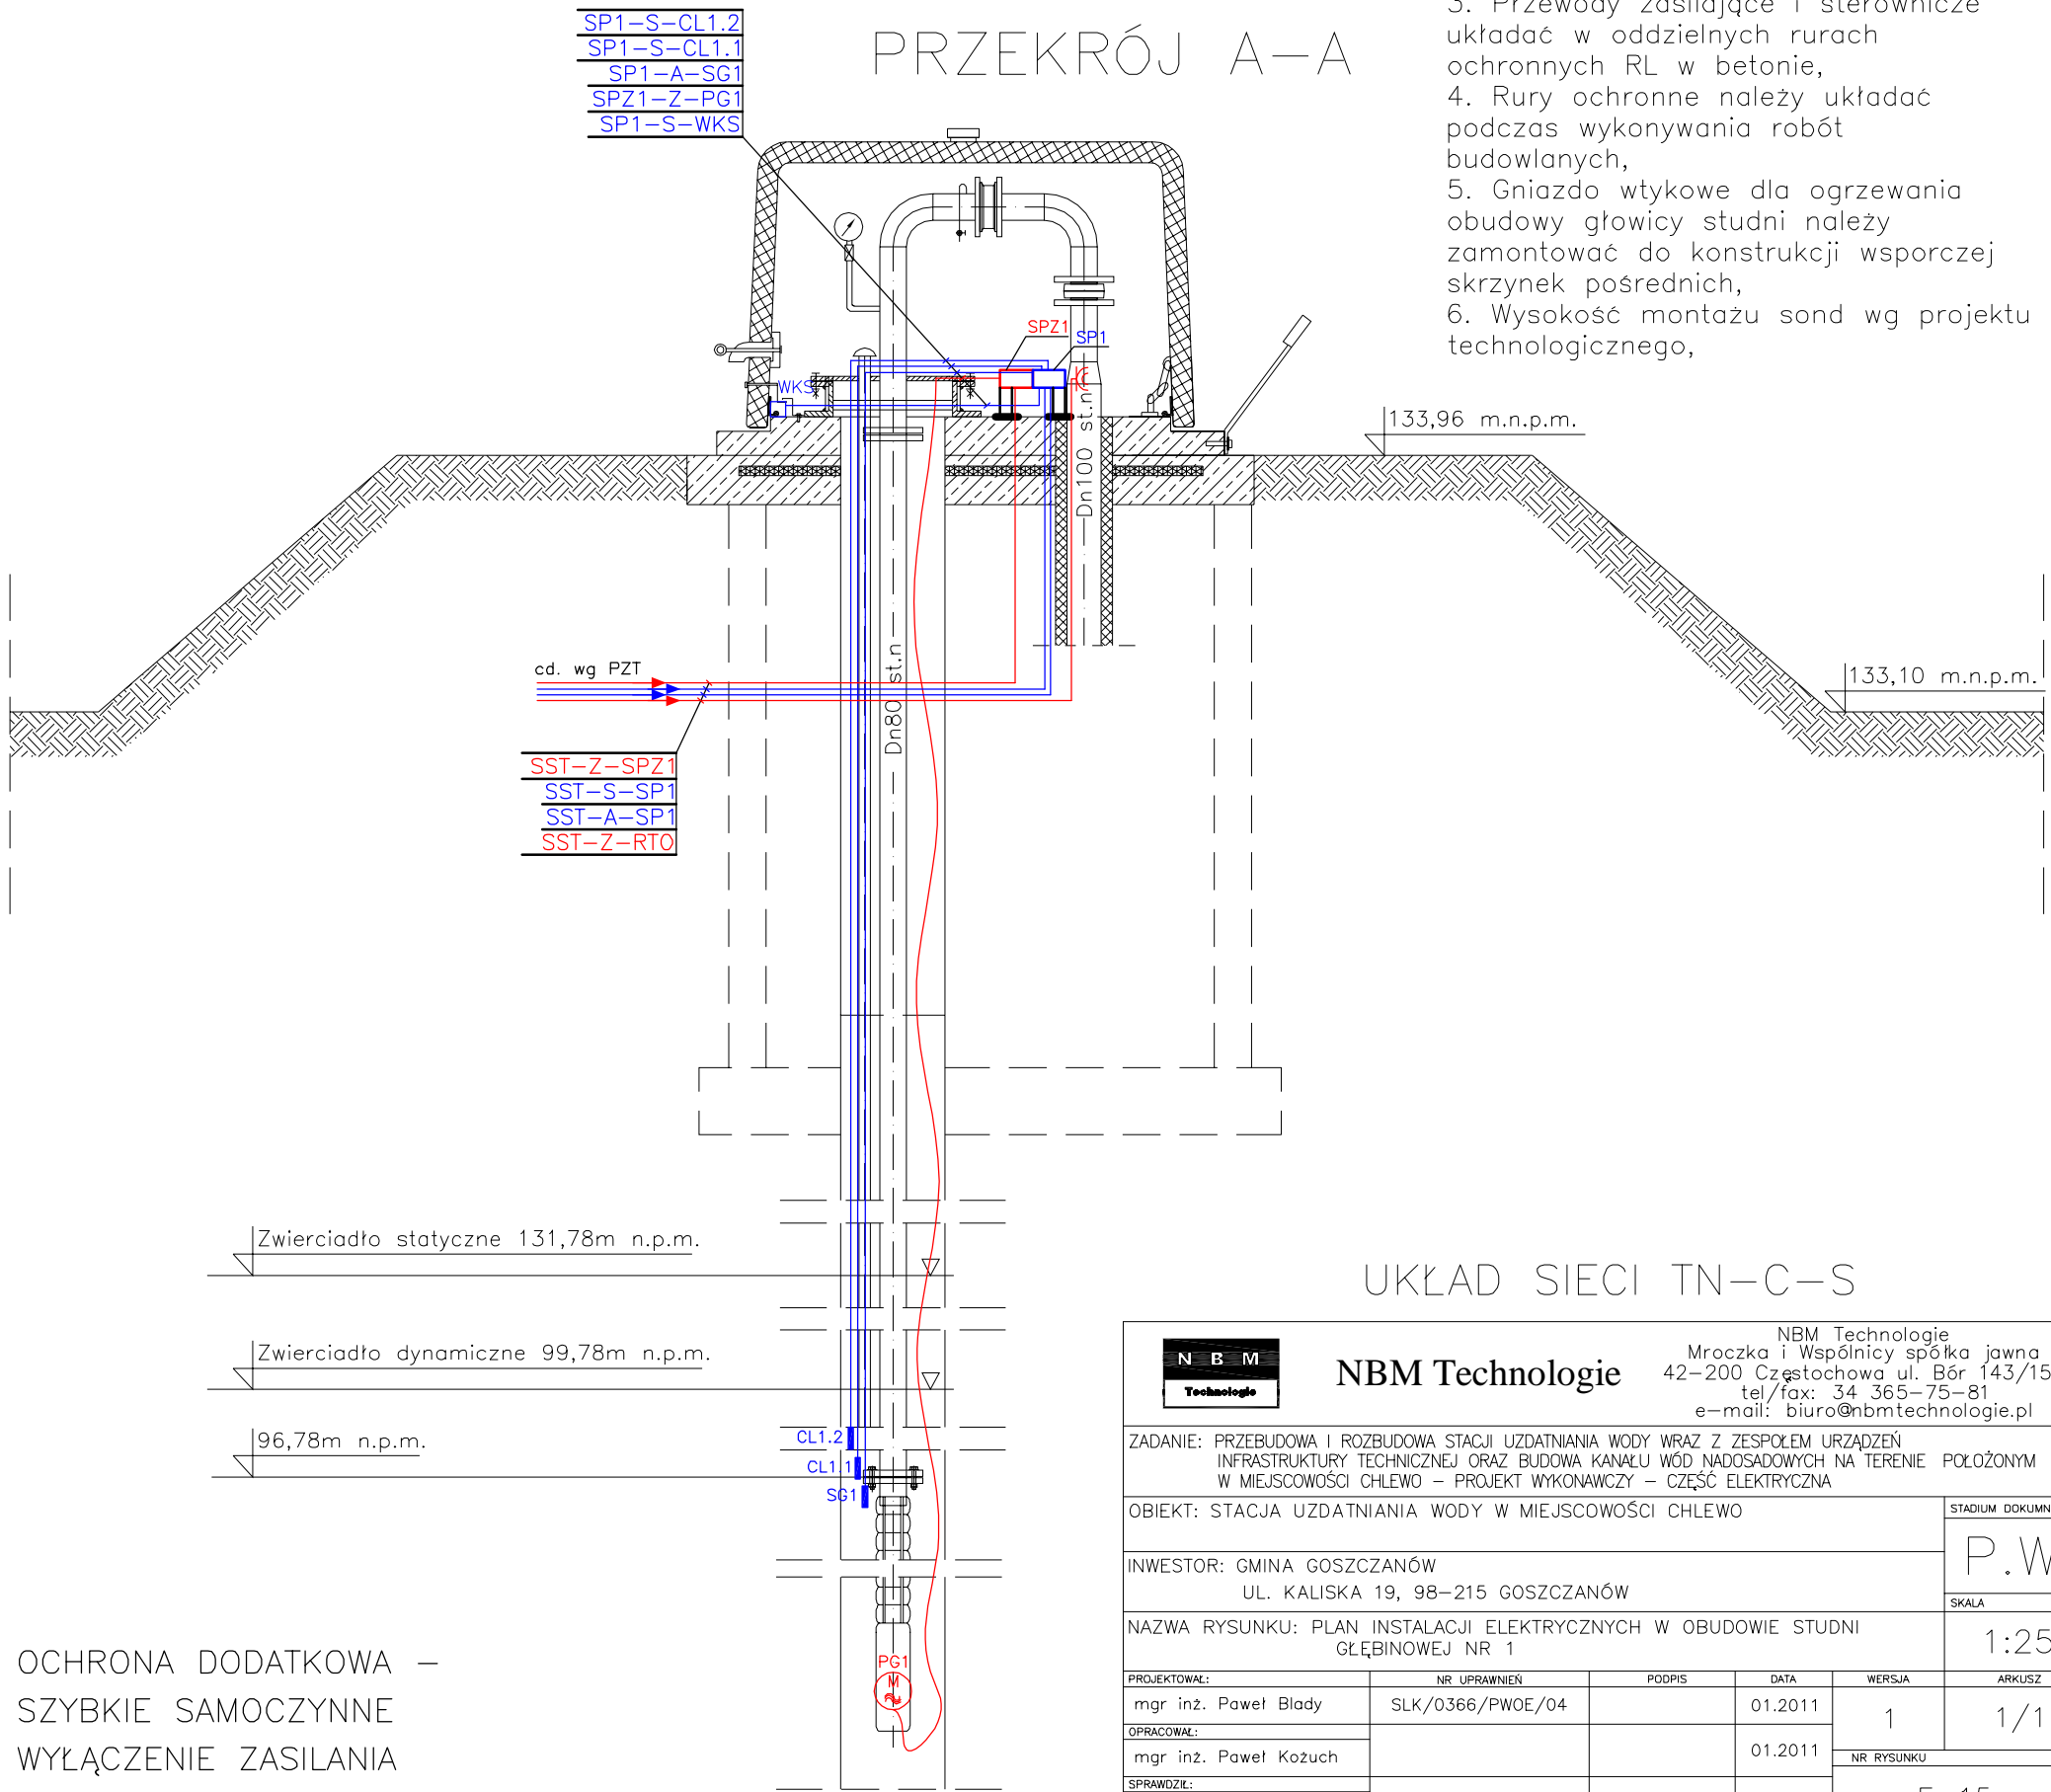 SP1-S-CL1.2
SP1-S-CL1.1
SP1-A-SG1
SPZ1-Z-PG1
SP1-S-WKS
PRZEKRÓJ A-A
3. Przewody zasilające i sterownicze
układać w oddzielnych rurach
ochronnych RL w betonie,
4. Rury ochronne należy układać
podczas wykonywania robót
budowlanych,
5. Gniazdo wtykowe dla ogrzewania
obudowy głowicy studni należy
zamontować do konstrukcji wsporczej
skrzynek pośrednich,
6. Wysokość montażu sond wg projektu
technologicznego,
SPZ1
SP1
WKS
133,96 m.n.p.m.
Dn100 st.n
cd. wg PZT
Dn80 st.n
133,10 m.n.p.m.
SST-Z-SPZ1
SST-S-SP1
SST-A-SP1
SST-Z-RTO
Zwierciadło statyczne 131,78m n.p.m.
Zwierciadło dynamiczne 99,78m n.p.m.
96,78m n.p.m.
CL1.2
CL1.1
SG1
PG1
M
OCHRONA DODATKOWA -
SZYBKIE SAMOCZYNNE
WYŁĄCZENIE ZASILANIA
UKŁAD SIECI TN-C-S
N B M
Technologie
NBM Technologie
NBM Technologie
Mroczka i Wspólnicy spółka jawna
42-200 Częstochowa ul. Bór 143/15
tel/fax: 34 365-75-81
e-mail: biuro@nbmtechnologie.pl
ZADANIE: PRZEBUDOWA I ROZBUDOWA STACJI UZDATNIANIA WODY WRAZ Z ZESPOŁEM URZĄDZEŃ
INFRASTRUKTURY TECHNICZNEJ ORAZ BUDOWA KANAŁU WÓD NADOSADOWYCH NA TERENIE POŁOŻONYM
W MIEJSCOWOŚCI CHLEWO - PROJEKT WYKONAWCZY - CZĘŚĆ ELEKTRYCZNA
OBIEKT: STACJA UZDATNIANIA WODY W MIEJSCOWOŚCI CHLEWO
STADIUM DOKUMN
P.W
INWESTOR: GMINA GOSZCZANÓW
UL. KALISKA 19, 98-215 GOSZCZANÓW
SKALA
1:25
NAZWA RYSUNKU: PLAN INSTALACJI ELEKTRYCZNYCH W OBUDOWIE STUDNI
GŁĘBINOWEJ NR 1
PROJEKTOWAŁ:
NR UPRAWNIEŃ
PODPIS
DATA
WERSJA
ARKUSZ
mgr inż. Paweł Blady
SLK/0366/PWOE/04
01.2011
1
1/1
OPRACOWAŁ:
mgr inż. Paweł Kożuch
01.2011
NR RYSUNKU
SPRAWDZIŁ: